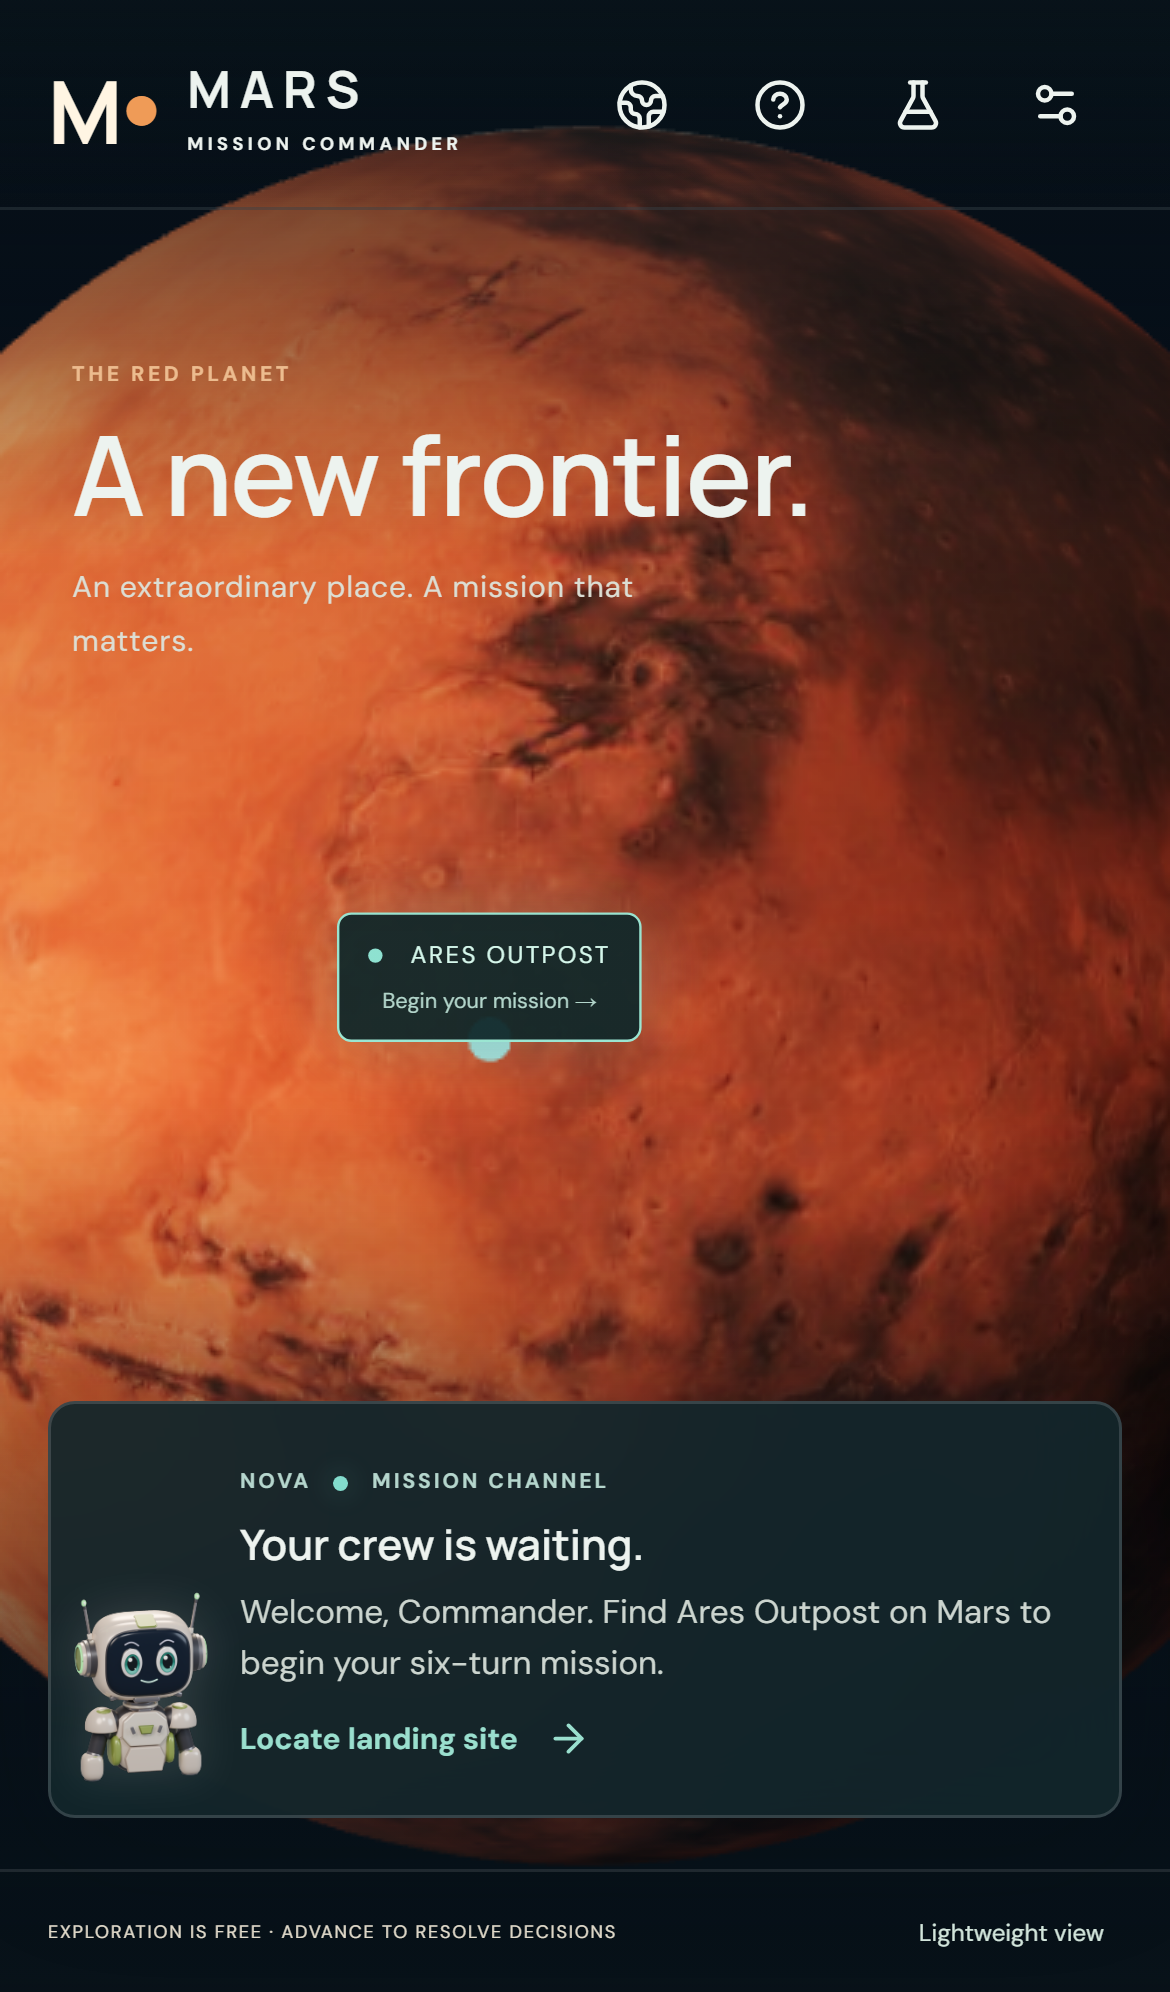 M
MARS
MISSION COMMANDER
THE RED PLANET
A new frontier.
An extraordinary place. A mission that
matters.
ARES OUTPOST
Begin your mission →
NOVA ● MISSION CHANNEL
Your crew is waiting.
Welcome, Commander. Find Ares Outpost on Mars to
begin your six-turn mission.
Locate landing site →
EXPLORATION IS FREE · ADVANCE TO RESOLVE DECISIONS
Lightweight view